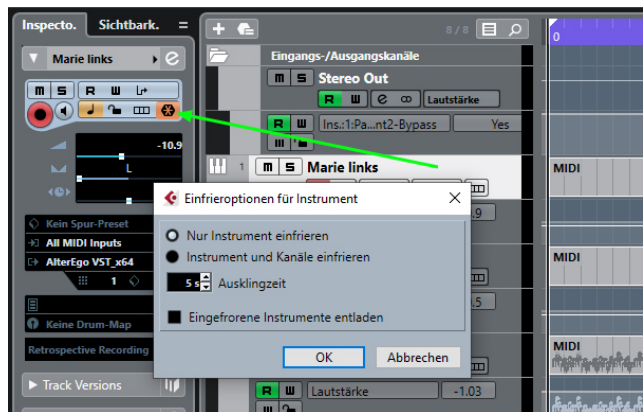 Inspecto.
Sichtbark.
Marie links
m S R W
-10.9
L
Kein Spur-Preset
All MIDI Inputs
AlterEgo VST_x64
1
Keine Drum-Map
Retrospective Recording
Track Versions
8 / 8
Eingangs-/Ausgangskanäle
m S Stereo Out
R W e Lautstärke
R W Ins.:1:Pa...nt2-Bypass Yes
1 m S Marie links
.9
.5
R W Lautstärke -1.03
0
MIDI
MIDI
MIDI
Einfrieroptionen für Instrument
Nur Instrument einfrieren
Instrument und Kanäle einfrieren
5 s Ausklingzeit
Eingefrorene Instrumente entladen
OK Abbrechen